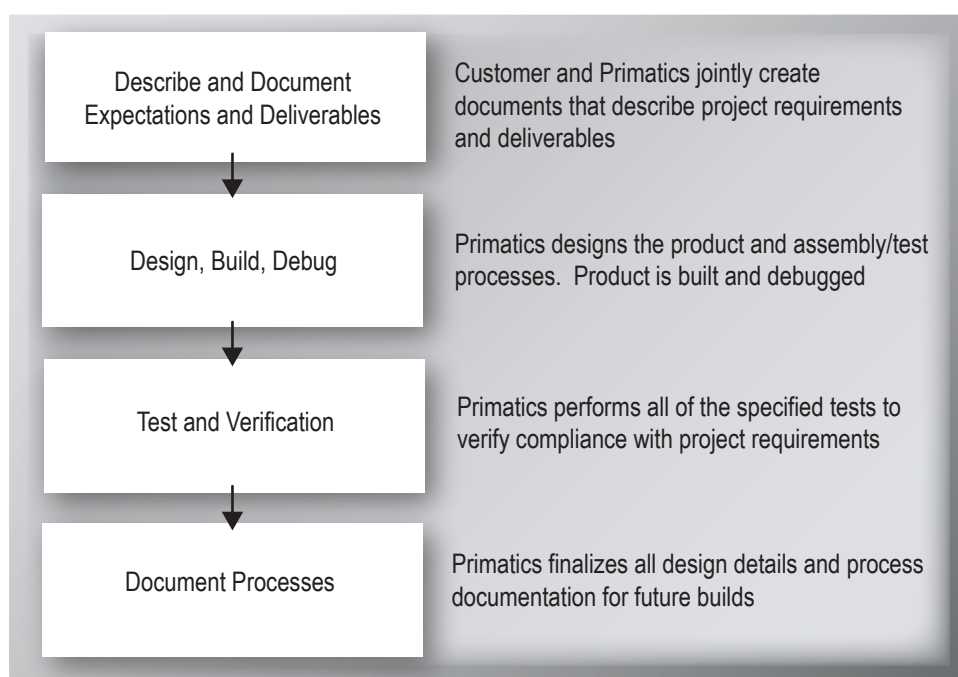 Describe and Document
Expectations and Deliverables
Customer and Primatics jointly create
documents that describe project requirements
and deliverables
Design, Build, Debug
Primatics designs the product and assembly/test
processes.  Product is built and debugged
Test and Verification
Primatics performs all of the specified tests to
verify compliance with project requirements
Document Processes
Primatics finalizes all design details and process
documentation for future builds